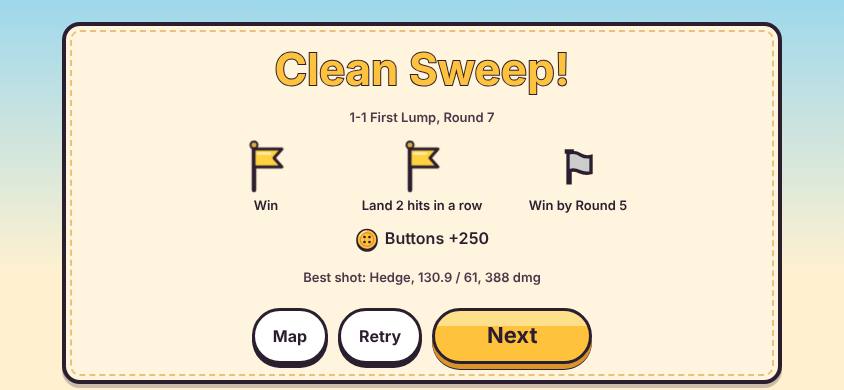 Clean Sweep!
1-1 First Lump, Round 7
Win
Land 2 hits in a row
Win by Round 5
Buttons +250
Best shot: Hedge, 130.9 / 61, 388 dmg
Map
Retry
Next